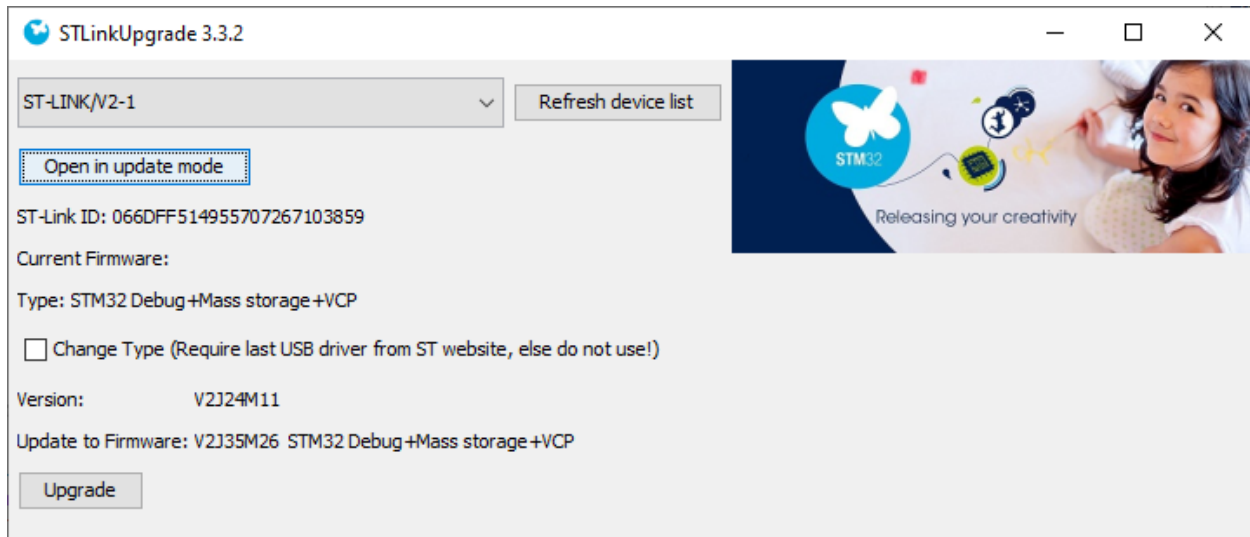 STLinkUpgrade 3.3.2
ST-LINK/V2-1
Refresh device list
Open in update mode
ST-Link ID: 066DFF514955707267103859
Current Firmware:
Type: STM32 Debug+Mass storage+VCP
Change Type (Require last USB driver from ST website, else do not use!)
Version: V2J24M11
Update to Firmware: V2J35M26 STM32 Debug+Mass storage+VCP
Upgrade
STM32
Releasing your creativity